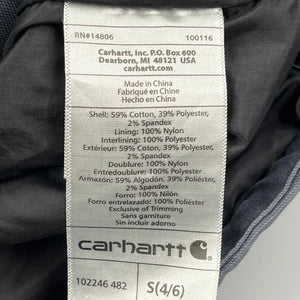 RN#14806 100116
Carhartt, Inc. P.O. Box 600
Dearborn, MI 48121 USA
carhartt.com
Made in China
Fabriqué en China
Hecho en China
Shell: 59% Cotton, 39% Polyester,
2% Spandex
Lining: 100% Nylon
Interlining: 100% Polyester
Extérieur: 59% Coton, 39% Polyester,
2% Spandex
Doublure: 100% Nylon
Entredoublure: 100% Polyester
Armazón: 59% Algodón, 39% Poliéster,
2% Spandex
Forro: 100% Nilón
Forro entrelazado: 100% Poliéster
Exclusive of Trimming
Sans garniture
Sin incluir adorno
carhartt
102246 482 S(4/6)